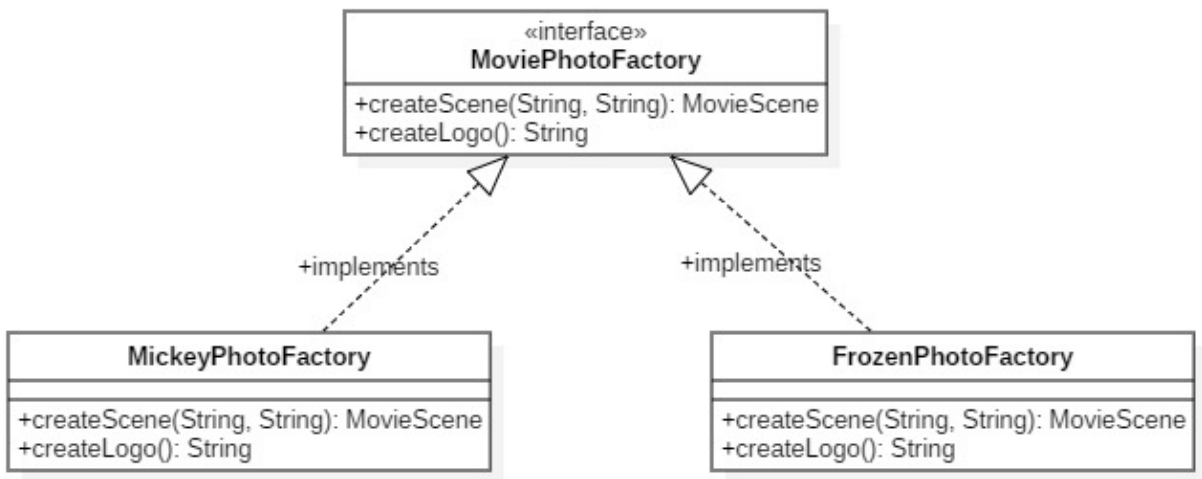 «interface»
MoviePhotoFactory
+createScene(String, String): MovieScene
+createLogo(): String
+implements
+implements
MickeyPhotoFactory
+createScene(String, String): MovieScene
+createLogo(): String
FrozenPhotoFactory
+createScene(String, String): MovieScene
+createLogo(): String